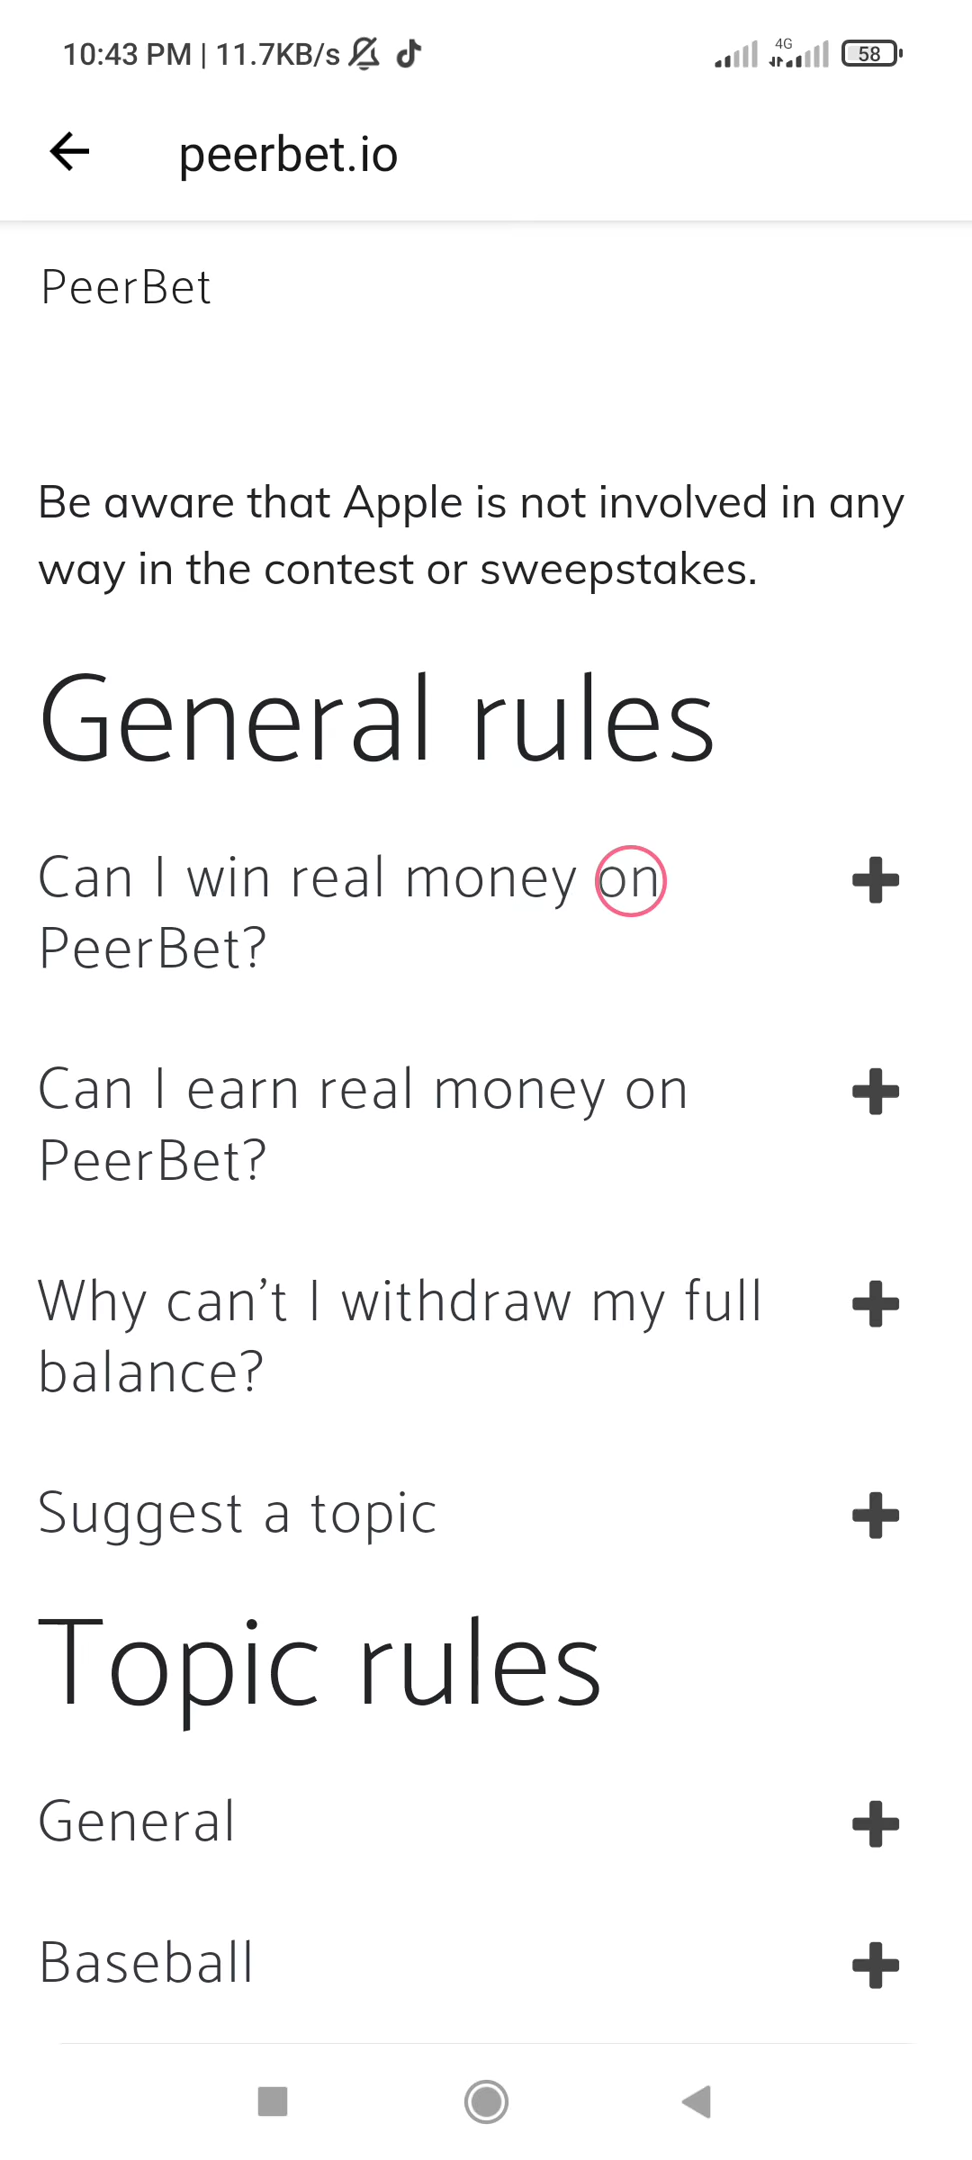 10:43 PM | 11.7KB/s
4G
58
peerbet.io
PeerBet
Be aware that Apple is not involved in any
way in the contest or sweepstakes.
General rules
Can I win real money on
PeerBet?
Can I earn real money on
PeerBet?
Why can’t I withdraw my full
balance?
Suggest a topic
Topic rules
General
Baseball